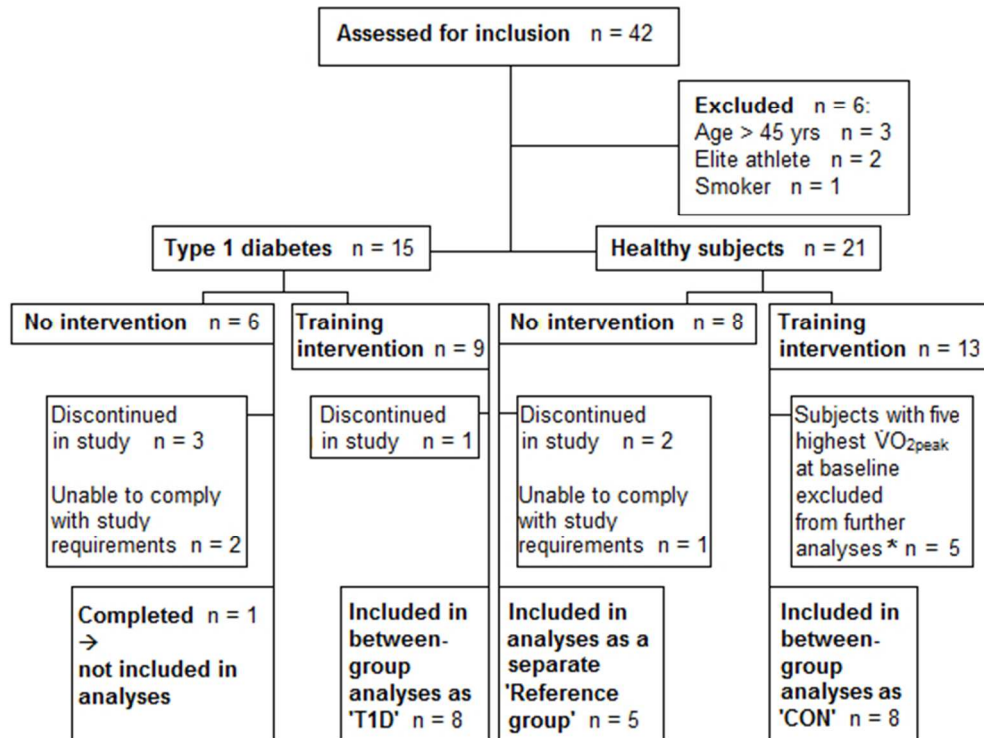 Assessed for inclusion n = 42
Excluded n = 6:
Age > 45 yrs n = 3
Elite athlete n = 2
Smoker n = 1
Type 1 diabetes n = 15
Healthy subjects n = 21
No intervention n = 6
Training
intervention n = 9
No intervention n = 8
Training
intervention n = 13
Discontinued
in study n = 3
Unable to comply
with study
requirements n = 2
Discontinued
in study n = 1
Discontinued
in study n = 2
Unable to comply
with study
requirements n = 1
Subjects with five
highest V̇O₂peak
at baseline
excluded
from further
analyses * n = 5
Completed n = 1
→
not included in
analyses
Included in
between-
group
analyses as
'T1D' n = 8
Included in
analyses as a
separate
'Reference
group' n = 5
Included in
between-
group
analyses as
'CON' n = 8